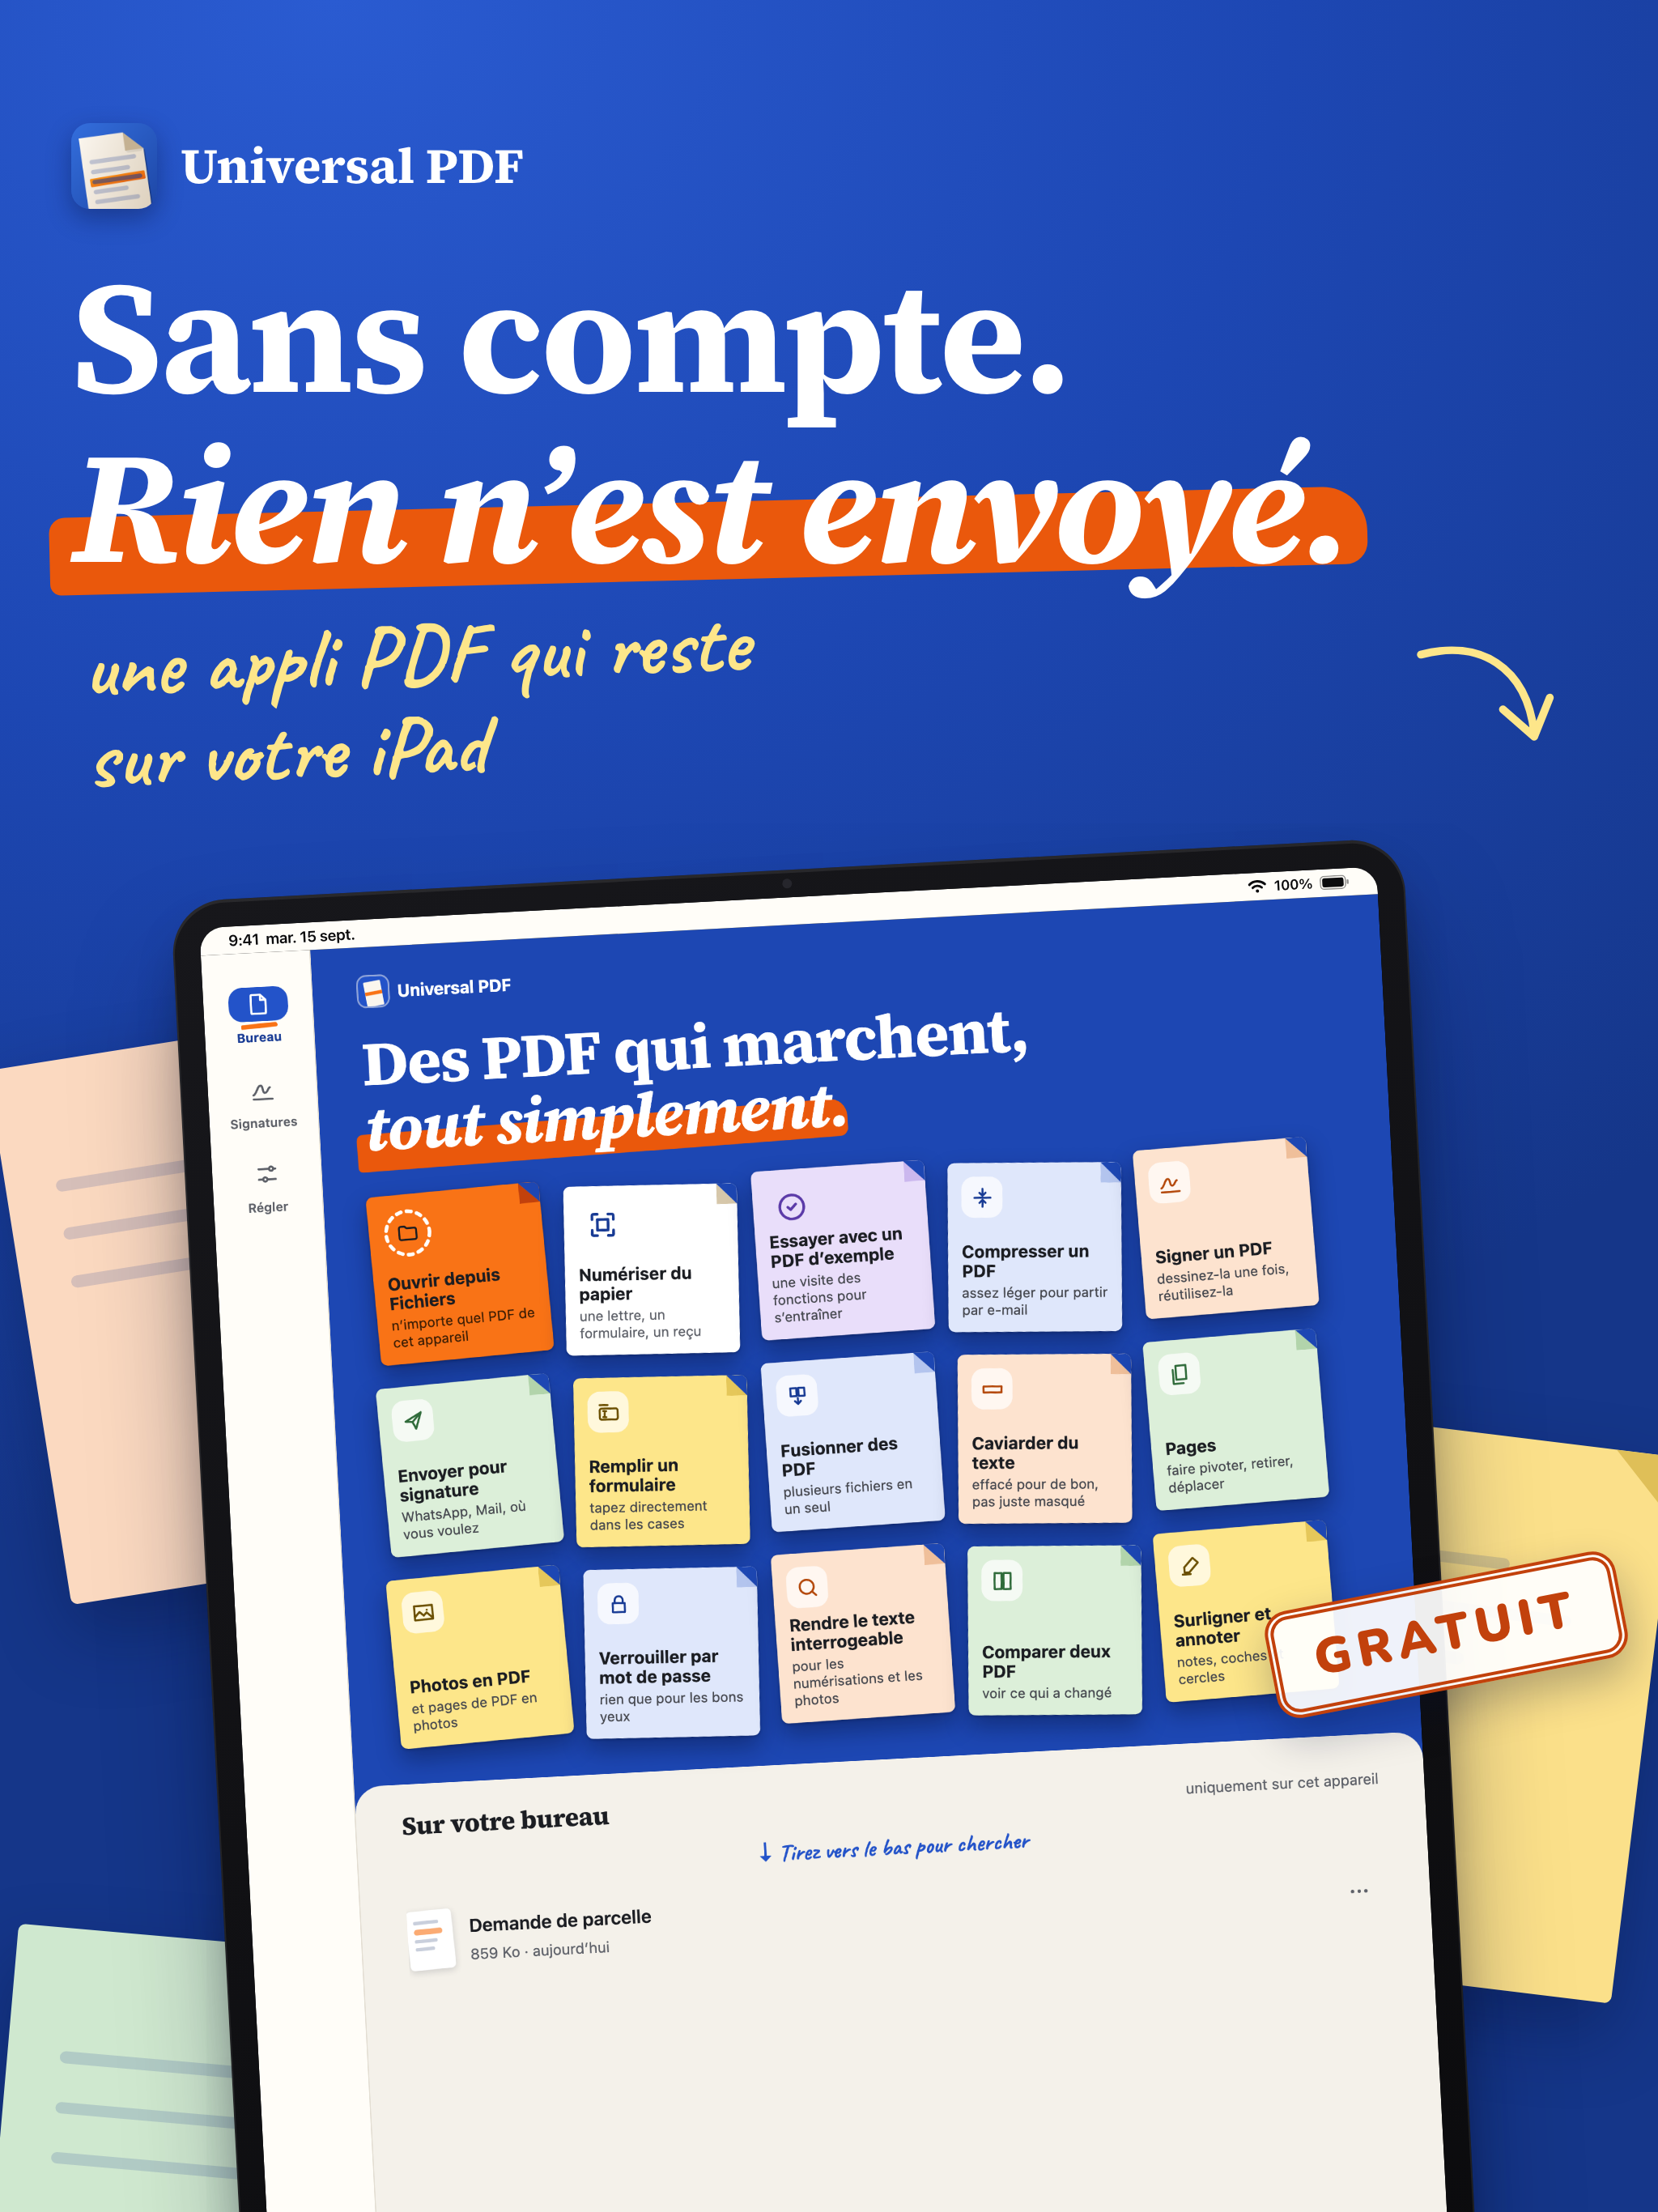 Universal PDF
Sans compte.
Rien n’est envoyé.
une appli PDF qui reste
sur votre iPad
9:41 mar. 15 sept.
100%
Bureau
Signatures
Régler
Universal PDF
Des PDF qui marchent,
tout simplement.
Ouvrir depuis
Fichiers
n’importe quel PDF de
cet appareil
Numériser du
papier
une lettre, un
formulaire, un reçu
Essayer avec un
PDF d’exemple
une visite des
fonctions pour
s’entraîner
Compresser un
PDF
assez léger pour partir
par e-mail
Signer un PDF
dessinez-la une fois,
réutilisez-la
Envoyer pour
signature
WhatsApp, Mail, où
vous voulez
Remplir un
formulaire
tapez directement
dans les cases
Fusionner des
PDF
plusieurs fichiers en
un seul
Caviarder du
texte
effacé pour de bon,
pas juste masqué
Pages
faire pivoter, retirer,
déplacer
Photos en PDF
et pages de PDF en
photos
Verrouiller par
mot de passe
rien que pour les bons
yeux
Rendre le texte
interrogeable
pour les
numérisations et les
photos
Comparer deux
PDF
voir ce qui a changé
Surligner et
annoter
notes, coches
cercles
GRATUIT
Sur votre bureau
uniquement sur cet appareil
↓ Tirez vers le bas pour chercher
Demande de parcelle
859 Ko · aujourd’hui